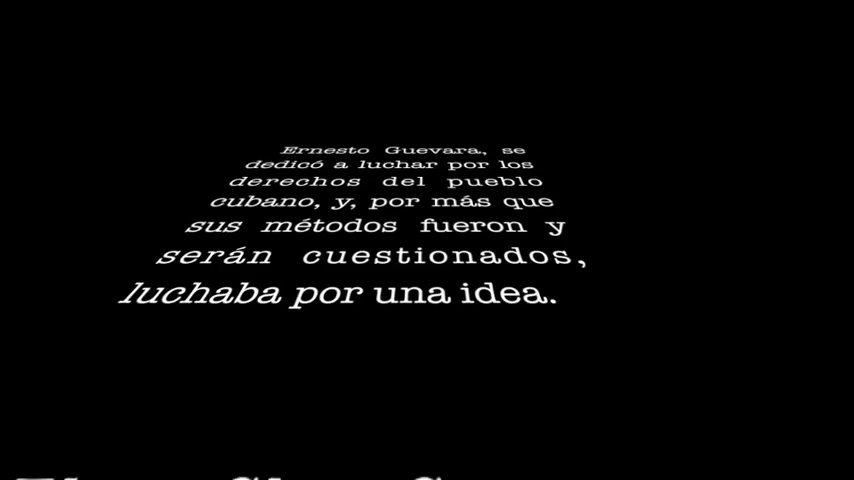 Ernesto Guevara, se
dedicó a luchar por los
derechos del pueblo
cubano, y, por más que
sus métodos fueron y
serán cuestionados,
luchaba por una idea.